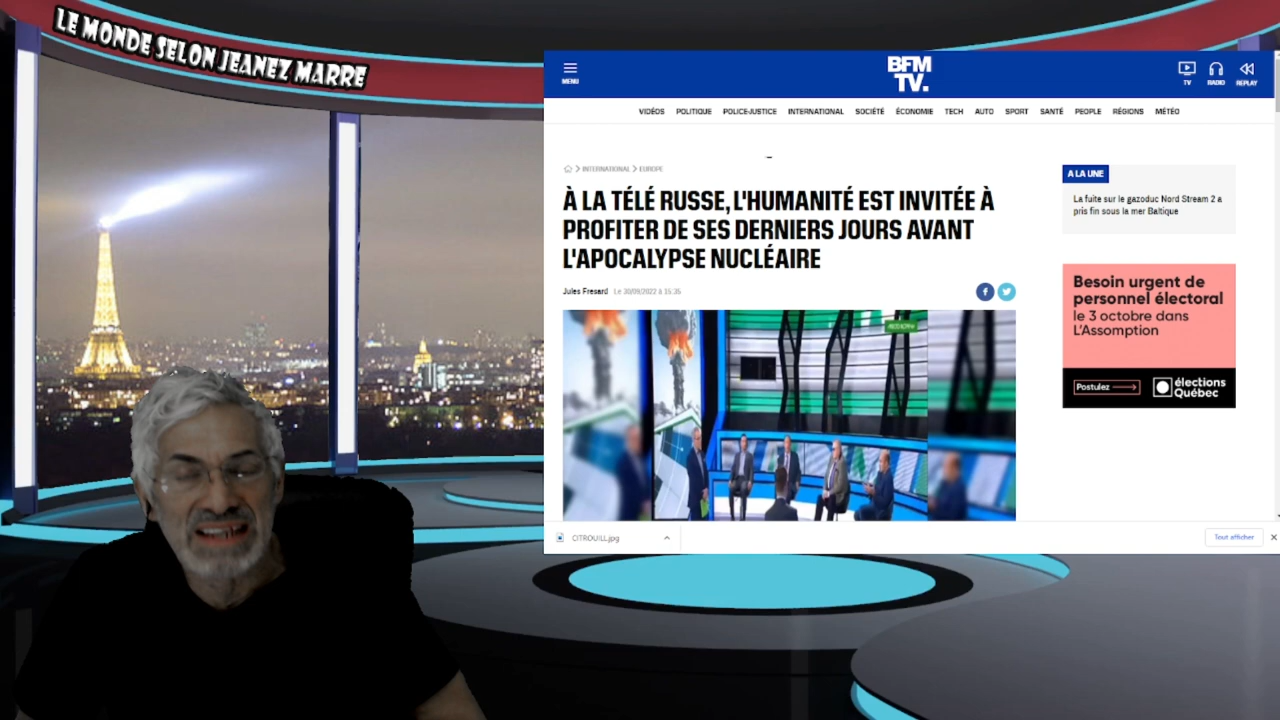 LE MONDE SELON JEANEZ MARRE
MENU
BFM
TV.
TV
RADIO
REPLAY
VIDÉOS POLITIQUE POLICE-JUSTICE INTERNATIONAL SOCIÉTÉ ÉCONOMIE TECH AUTO SPORT SANTÉ PEOPLE RÉGIONS MÉTÉO
INTERNATIONAL > EUROPE
À LA TÉLÉ RUSSE, L'HUMANITÉ EST INVITÉE À
PROFITER DE SES DERNIERS JOURS AVANT
L'APOCALYPSE NUCLÉAIRE
Jules Fresard Le 30/09/2022 à 15:35
A LA UNE
La fuite sur le gazoduc Nord Stream 2 a
pris fin sous la mer Baltique
Besoin urgent de
personnel électoral
le 3 octobre dans
L'Assomption
Postulez
élections
Québec
CITROUILL.jpg
Tout afficher